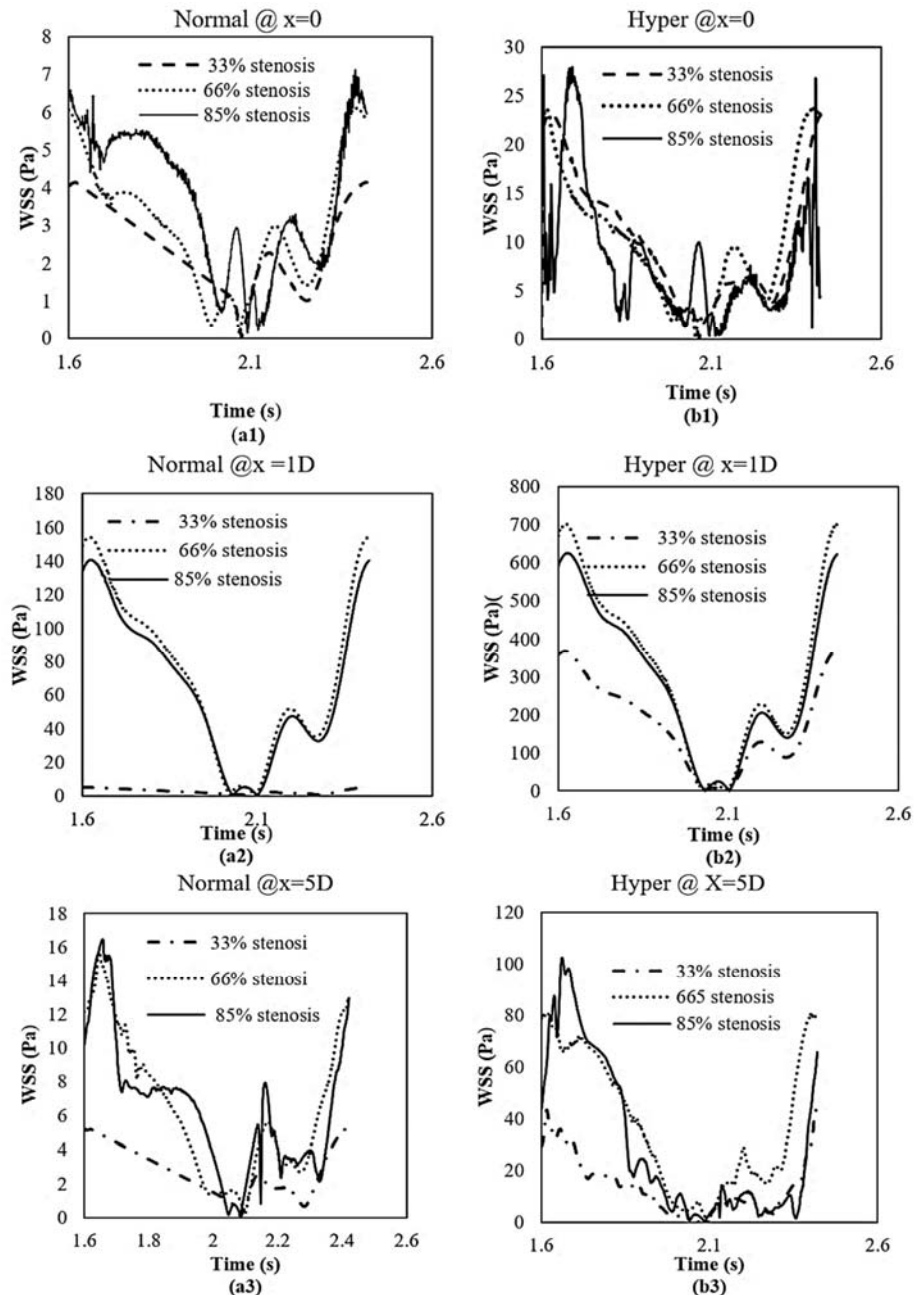 Normal @ x=0
8
7
6
5
4
3
2
1
0
WSS (Pa)
33% stenosis
66% stenosis
85% stenosis
1.6
2.1
2.6
Time (s)
(a1)
Hyper @x=0
30
25
20
15
10
5
0
WSS (Pa)
33% stenosis
66% stenosis
85% stenosis
1.6
2.1
2.6
Time (s)
(b1)
Normal @x =1D
180
160
140
120
100
80
60
40
20
0
WSS (Pa)
33% stenosis
66% stenosis
85% stenosis
1.6
2.1
2.6
Time (s)
(a2)
Hyper @ x=1D
800
700
600
500
400
300
200
100
0
WSS (Pa)(
33% stenosis
66% stenosis
85% stenosis
1.6
2.1
2.6
Time (s)
(b2)
Normal @x=5D
18
16
14
12
10
8
6
4
2
0
WSS (Pa)
33% stenosi
66% stenosi
85% stenosis
1.6
1.8
2
2.2
2.4
2.6
Time (s)
(a3)
Hyper @ X=5D
120
100
80
60
40
20
0
WSS (Pa)
33% stenosis
665 stenosis
85% stenosis
1.6
2.1
2.6
Time (s)
(b3)